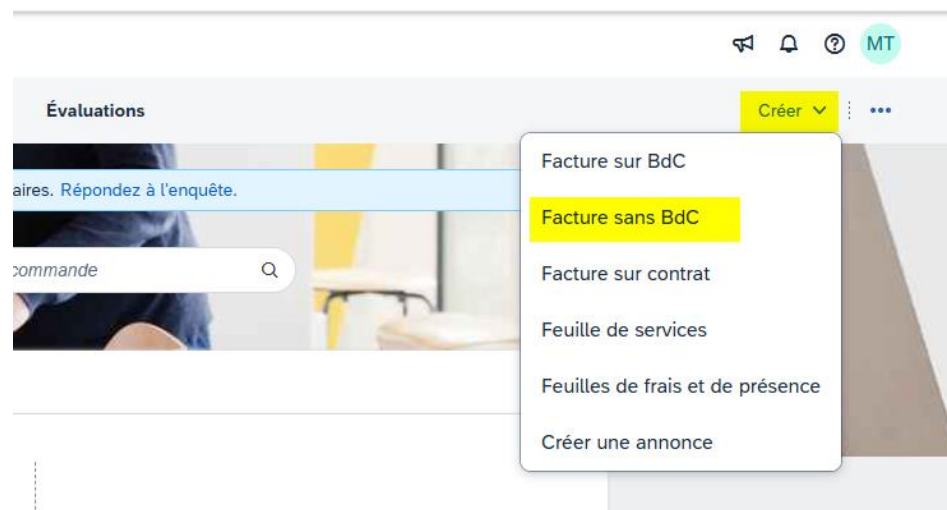 MT
Évaluations
Créer
Facture sur BdC
aires. Répondez à l'enquête.
Facture sans BdC
commande
Facture sur contrat
Feuille de services
Feuilles de frais et de présence
Créer une annonce